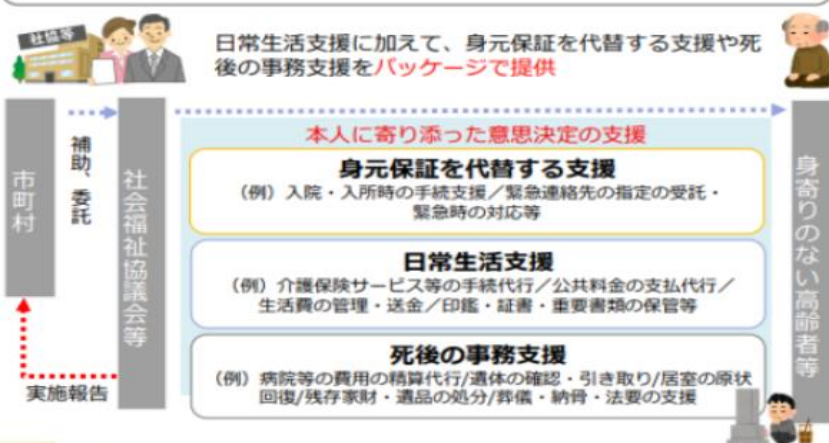 社協等
日常生活支援に加えて、身元保証を代替する支援や死
後の事務支援をパッケージで提供
市町村
補助、委託
社会福祉協議会等
本人に寄り添った意思決定の支援
身元保証を代替する支援
（例）入院・入所時の手続支援／緊急連絡先の指定の受託・
緊急時の対応等
日常生活支援
（例）介護保険サービス等の手続代行／公共料金の支払代行／
生活費の管理・送金／印鑑・証書・重要書類の保管等
死後の事務支援
（例）病院等の費用の精算代行/遺体の確認・引き取り/居室の原状
回復/残存家財・遺品の処分/葬儀・納骨・法要の支援
身寄りのない高齢者等
実施報告